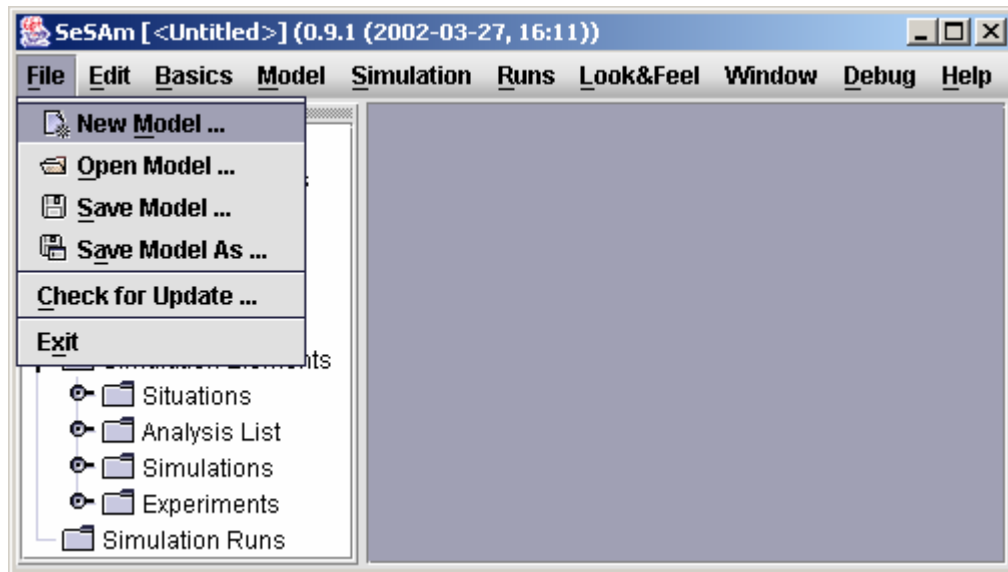 SeSAm [<Untitled>] (0.9.1 (2002-03-27, 16:11))
File Edit Basics Model Simulation Runs Look&Feel Window Debug Help
New Model ...
Open Model ...
Save Model ...
Save Model As ...
Check for Update ...
Exit
Situations
Analysis List
Simulations
Experiments
Simulation Runs